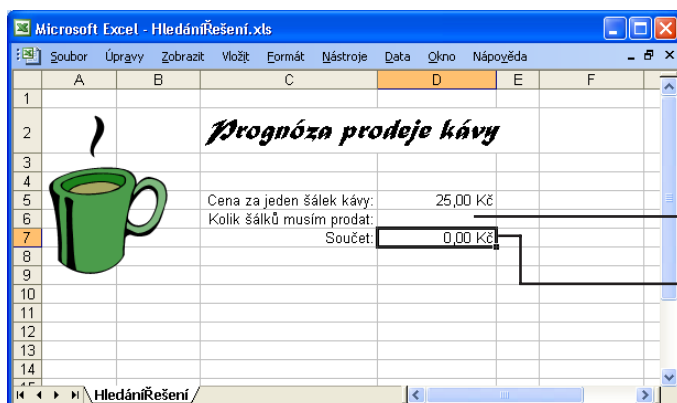 Microsoft Excel - HledáníŘešení.xls
Soubor Úpravy Zobrazit Vložit Formát Nástroje Data Okno Nápověda
A B C D E F
1
2 Prognóza prodeje kávy
3
4
5 Cena za jeden šálek kávy: 25,00 Kč
6 Kolik šálků musím prodat:
7 Součet: 0,00 Kč
8
9
10
11
12
13
14
15
HledáníŘešení